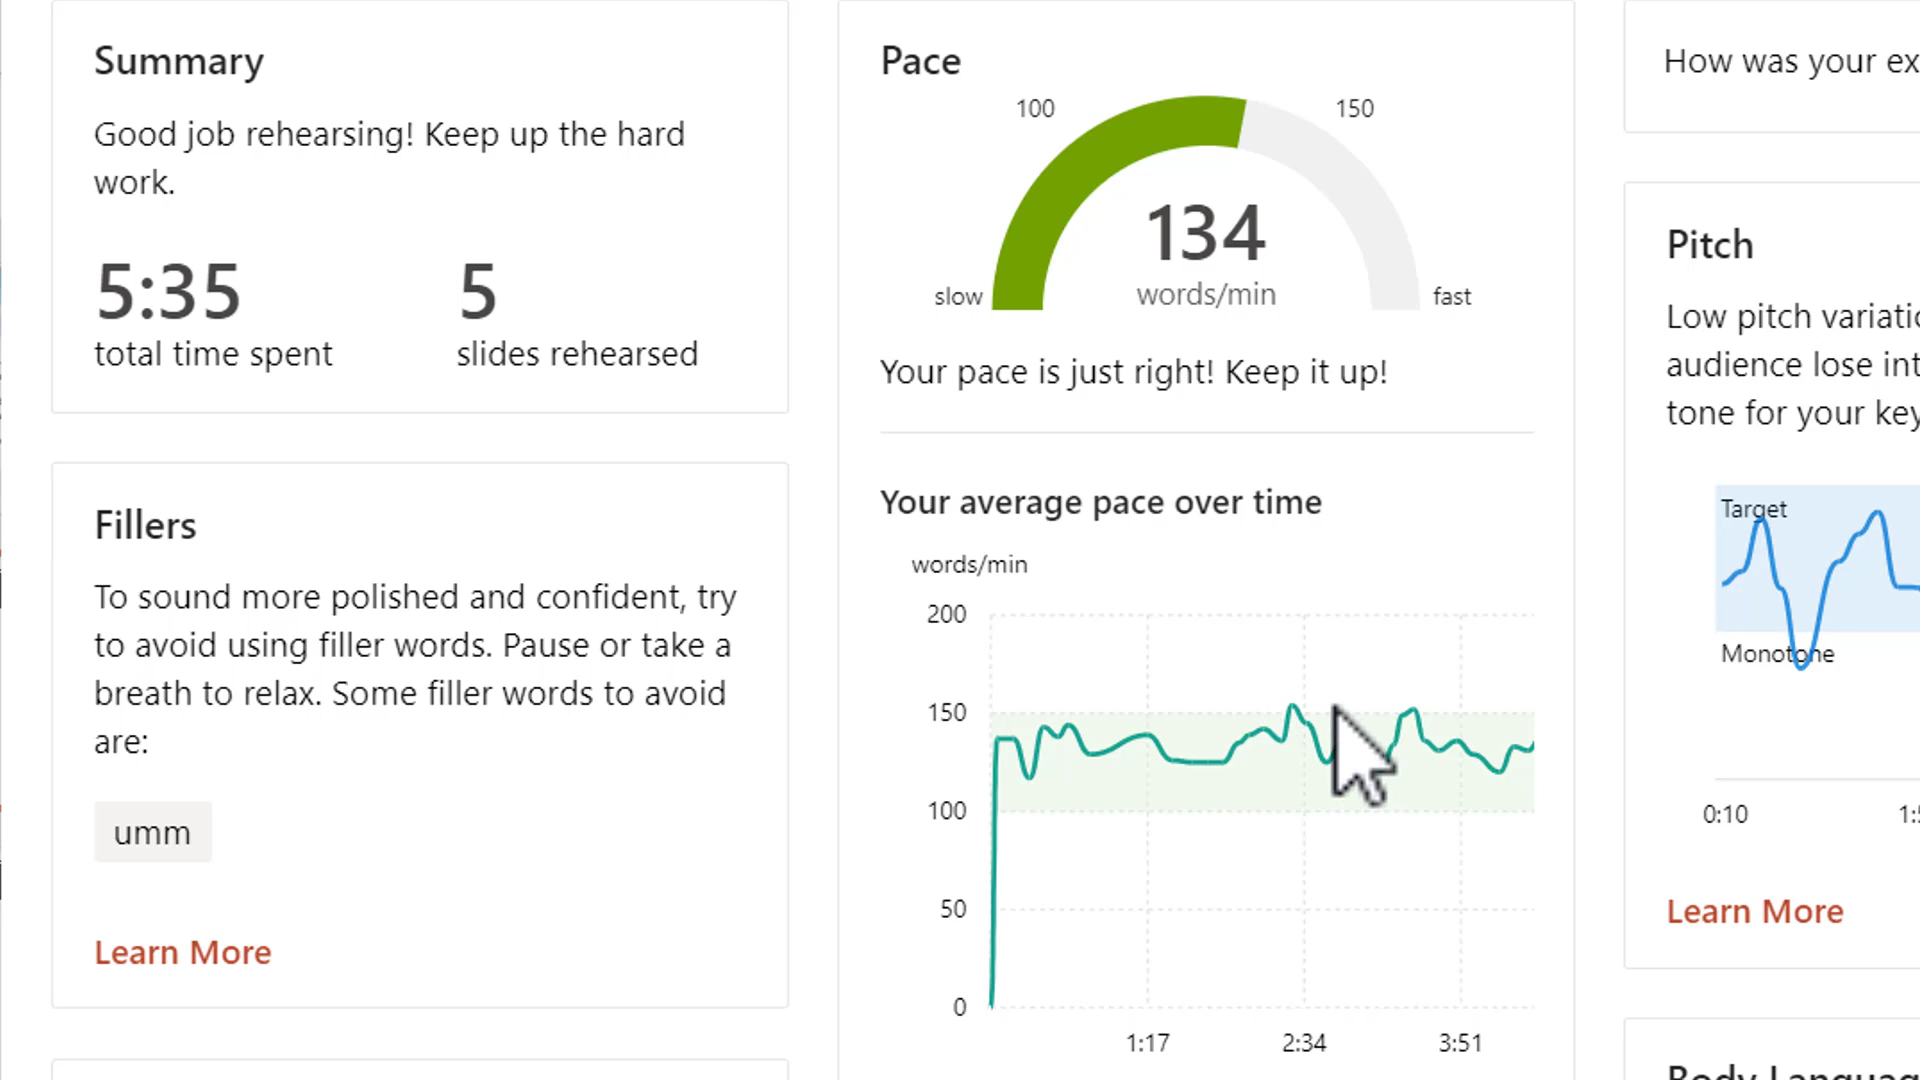 Summary
Good job rehearsing! Keep up the hard
work.
5:35
total time spent
5
slides rehearsed
Fillers
To sound more polished and confident, try
to avoid using filler words. Pause or take a
breath to relax. Some filler words to avoid
are:
umm
Learn More
Pace
100
150
134
words/min
slow
fast
Your pace is just right! Keep it up!
Your average pace over time
words/min
200
150
100
50
0
1:17
2:34
3:51
How was your ex
Pitch
Low pitch variatio
audience lose int
tone for your key
Target
Monotone
0:10
Learn More
Body Languag